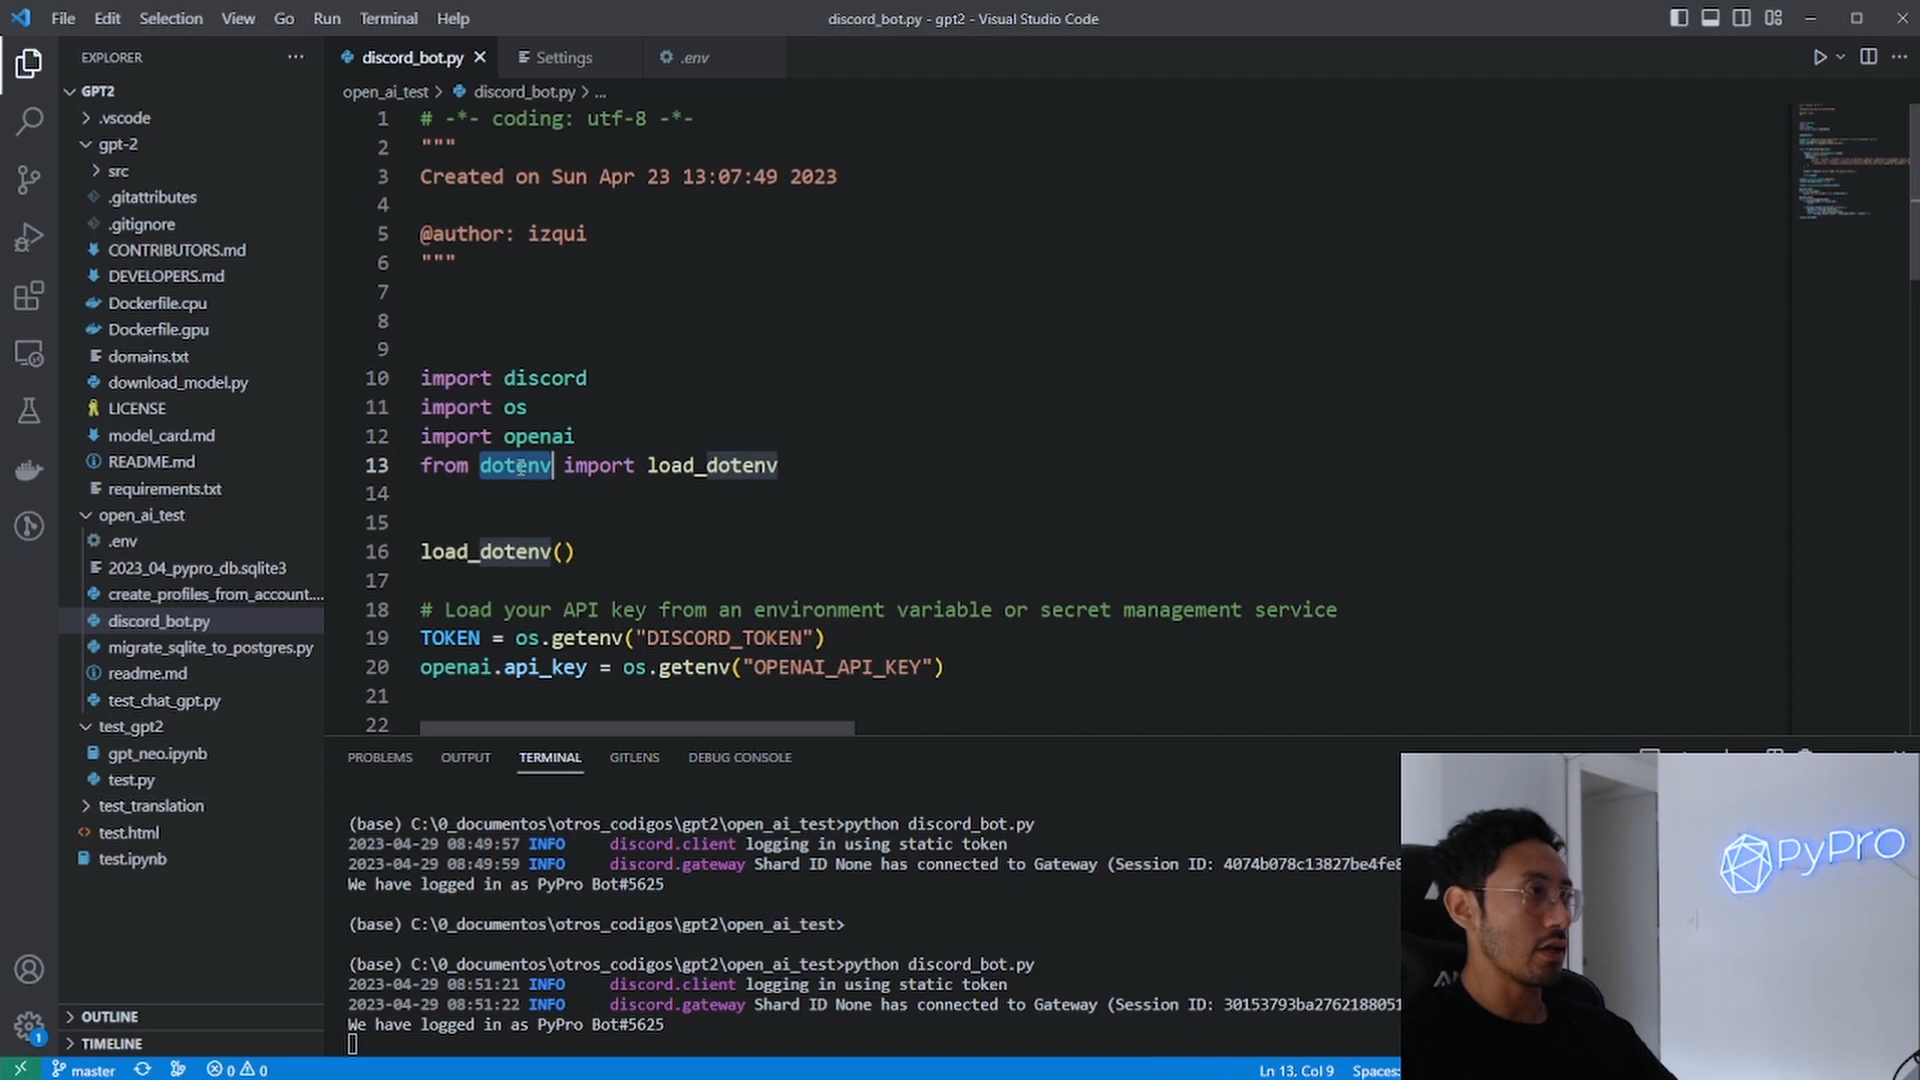 File Edit Selection View Go Run Terminal Help
discord_bot.py - gpt2 - Visual Studio Code
EXPLORER
GPT2
.vscode
gpt-2
src
.gitattributes
.gitignore
CONTRIBUTORS.md
DEVELOPERS.md
Dockerfile.cpu
Dockerfile.gpu
domains.txt
download_model.py
LICENSE
model_card.md
README.md
requirements.txt
open_ai_test
.env
2023_04_pypro_db.sqlite3
create_profiles_from_account....
discord_bot.py
migrate_sqlite_to_postgres.py
readme.md
test_chat_gpt.py
test_gpt2
gpt_neo.ipynb
test.py
test_translation
test.html
test.ipynb
OUTLINE
TIMELINE
discord_bot.py Settings .env
open_ai_test > discord_bot.py > ...
1 # -*- coding: utf-8 -*-
2 """
3 Created on Sun Apr 23 13:07:49 2023
4
5 @author: izqui
6 """
7
8
9
10 import discord
11 import os
12 import openai
13 from dotenv import load_dotenv
14
15
16 load_dotenv()
17
18 # Load your API key from an environment variable or secret management service
19 TOKEN = os.getenv("DISCORD_TOKEN")
20 openai.api_key = os.getenv("OPENAI_API_KEY")
21
22
PROBLEMS OUTPUT TERMINAL GITLENS DEBUG CONSOLE
(base) C:\0_documentos\otros_codigos\gpt2\open_ai_test>python discord_bot.py
2023-04-29 08:49:57 INFO discord.client logging in using static token
2023-04-29 08:49:59 INFO discord.gateway Shard ID None has connected to Gateway (Session ID: 4074b078c13827be4fe8
We have logged in as PyPro Bot#5625
(base) C:\0_documentos\otros_codigos\gpt2\open_ai_test>
(base) C:\0_documentos\otros_codigos\gpt2\open_ai_test>python discord_bot.py
2023-04-29 08:51:21 INFO discord.client logging in using static token
2023-04-29 08:51:22 INFO discord.gateway Shard ID None has connected to Gateway (Session ID: 30153793ba2762188051
We have logged in as PyPro Bot#5625
PyPro
1
master 0 0 Ln 13, Col 9 Spaces: